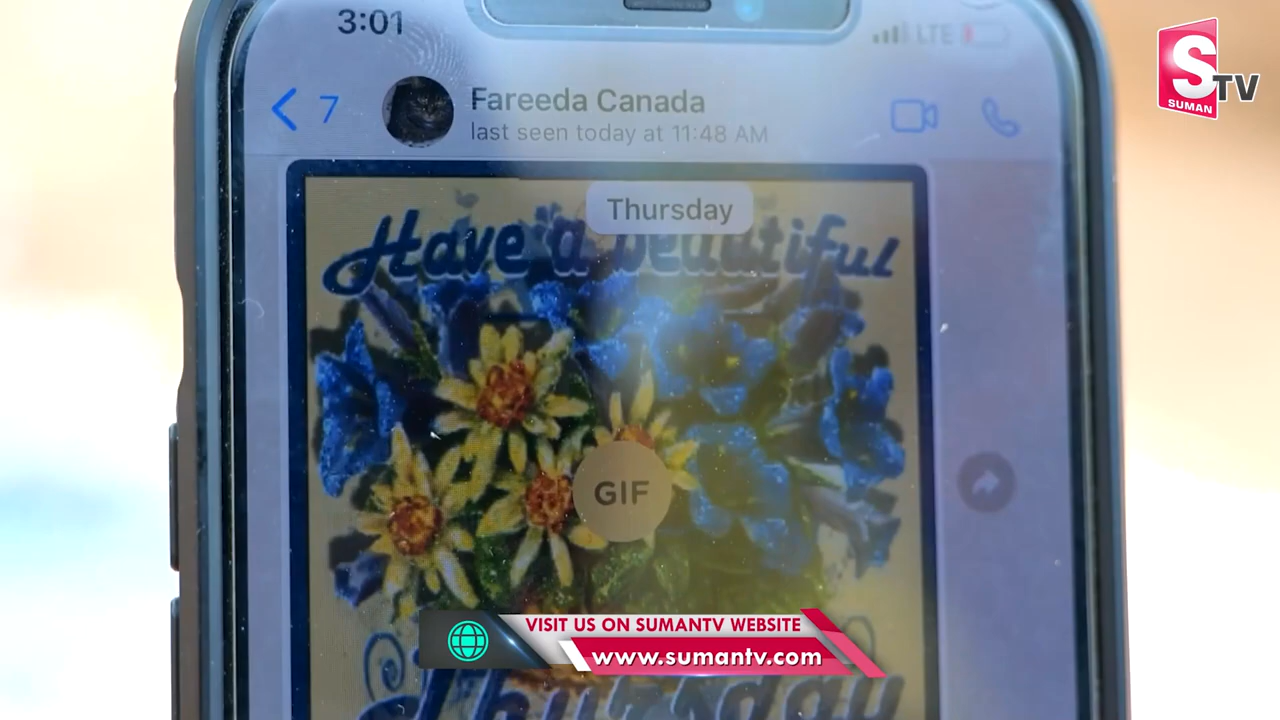 3:01
LTE
S
TV
SUMAN
7
Fareeda Canada
last seen today at 11:48 AM
Thursday
Have a beautiful
GIF
VISIT US ON SUMANTV WEBSITE
www.sumantv.com
Thursday